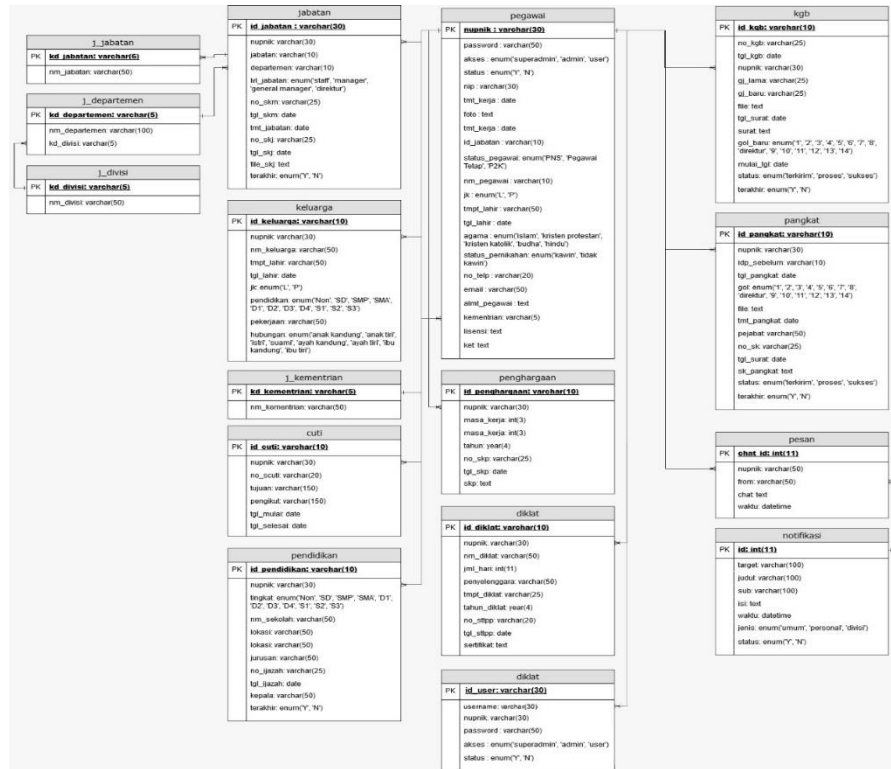 j_jabatan
PK kd_jabatan: varchar(6)
nm_jabatan: varchar(50)
j_departemen
PK kd_departemen: varchar(5)
nm_departemen: varchar(100)
kd_divisi: varchar(5)
j_divisi
PK kd_divisi: varchar(5)
nm_divisi: varchar(50)
jabatan
PK id_jabatan : varchar(30)
nupnik: varchar(30)
jabatan: varchar(10)
departemen: varchar(10)
lvl_jabatan: enum('staff', 'manager',
'general manager', 'direktur')
no_skm: varchar(25)
tgl_skm: date
tmt_jabatan: date
no_skj: varchar(25)
tgl_skj: date
file_skj: text
terakhir: enum('Y', 'N')
keluarga
PK id_keluarga: varchar(10)
nupnik: varchar(30)
nm_keluarga: varchar(50)
tmpt_lahir: varchar(50)
tgl_lahir: date
jk: enum('L', 'P')
pendidikan: enum('Non', 'SD', 'SMP', 'SMA',
'D1', 'D2', 'D3', 'D4', 'S1', 'S2', 'S3')
pekerjaan: varchar(50)
hubungan: enum('anak kandung', 'anak tiri',
'istri', 'suami', 'ayah kandung', 'ayah tiri', 'ibu
kandung', 'ibu tiri')
j_kementrian
PK kd_kementrian: varchar(5)
nm_kementrian: varchar(50)
cuti
PK id_cuti: varchar(10)
nupnik: varchar(30)
no_ccuti: varchar(20)
tujuan: varchar(150)
pengikut: varchar(150)
tgl_mulai: date
tgl_selesai: date
pendidikan
PK id_pendidikan: varchar(10)
nupnik: varchar(30)
tingkat: enum('Non', 'SD', 'SMP', 'SMA', 'D1',
'D2', 'D3', 'D4', 'S1', 'S2', 'S3')
nm_sekolah: varchar(50)
lokasi: varchar(50)
lokasi: varchar(50)
jurusan: varchar(50)
no_ijazah: varchar(25)
tgl_ijazah: date
kepala: varchar(50)
terakhir: enum('Y', 'N')
pegawai
PK nupnik : varchar(30)
password : varchar(50)
akses : enum('superadmin', 'admin', 'user')
status : enum('Y', 'N')
nip : varchar(30)
tmt_kerja : date
foto : text
tmt_kerja : date
id_jabatan : varchar(10)
status_pegawai: enum('PNS', 'Pegawai
Tetap', 'P2K')
nm_pegawai : varchar(10)
jk : enum('L', 'P')
tmpt_lahir : varchar(50)
tgl_lahir : date
agama : enum('islam', 'kristen protestan',
'kristen katolik', 'budha', 'hindu')
status_pernikahan: enum('kawin', 'tidak
kawin')
no_telp : varchar(20)
email : varchar(50)
almt_pegawai : text
kementrian : varchar(5)
lisensi: text
ket: text
penghargaan
PK id_penghargaan: varchar(10)
nupnik: varchar(30)
masa_kerja: int(3)
masa_kerja: int(3)
tahun: year(4)
no_skp: varchar(25)
tgl_skp: date
skp: text
diklat
PK id_diklat: varchar(10)
nupnik: varchar(30)
nm_diklat: varchar(50)
jml_hari: int(11)
penyelenggara: varchar(50)
tmpt_diklat: varchar(25)
tahun_diklat: year(4)
no_sttpp: varchar(20)
tgl_sttpp: date
sertifikat: text
diklat
PK id_user: varchar(30)
username: varchar(30)
nupnik: varchar(30)
password : varchar(50)
akses : enum('superadmin', 'admin', 'user')
status : enum('Y', 'N')
kgb
PK id_kgb: varchar(10)
no_kgb: varchar(25)
tgl_kgb: date
nupnik: varchar(30)
gj_lama: varchar(25)
gj_baru: varchar(25)
file: text
tgl_surat: date
surat: text
gol_baru: enum('1', '2', '3', '4', '5', '6', '7', '8',
'direktur', '9', '10', '11', '12', '13', '14')
mulai_tgl: date
status: enum('terkirim', 'proses', 'sukses')
terakhir: enum('Y', 'N')
pangkat
PK id_pangkat: varchar(10)
nupnik: varchar(30)
idp_sebelum: varchar(10)
tgl_pangkat: date
gol: enum('1', '2', '3', '4', '5', '6', '7', '8',
'direktur', '9', '10', '11', '12', '13', '14')
file: text
tmt_pangkat: date
pejabat: varchar(50)
no_sk: varchar(25)
tgl_surat: date
sk_pangkat: text
status: enum('terkirim', 'proses', 'sukses')
terakhir: enum('Y', 'N')
pesan
PK chat_id: int(11)
nupnik: varchar(50)
from: varchar(50)
chat: text
waktu: datetime
notifikasi
PK id: int(11)
target: varchar(100)
judul: varchar(100)
sub: varchar(100)
isi: text
waktu: datetime
jenis: enum('umum', 'personal', 'divisi')
status: enum('Y', 'N')